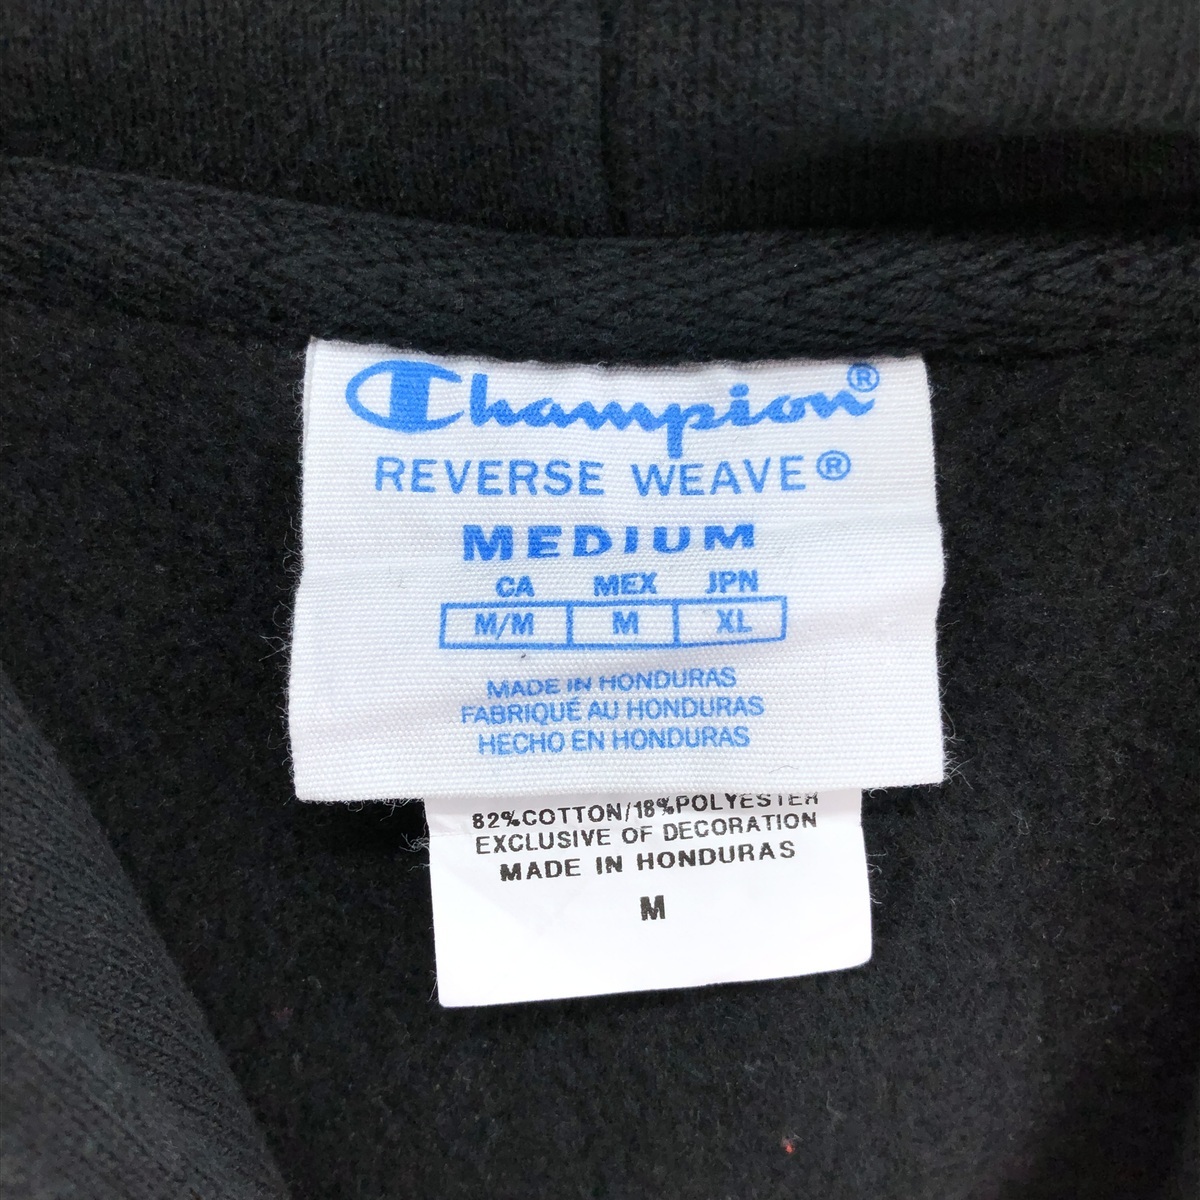 Champion®
REVERSE WEAVE®
MEDIUM
CA MEX JPN
M/M M XL
MADE IN HONDURAS
FABRIQUÉ AU HONDURAS
HECHO EN HONDURAS
82%COTTON/18%POLYESTER
EXCLUSIVE OF DECORATION
MADE IN HONDURAS
M